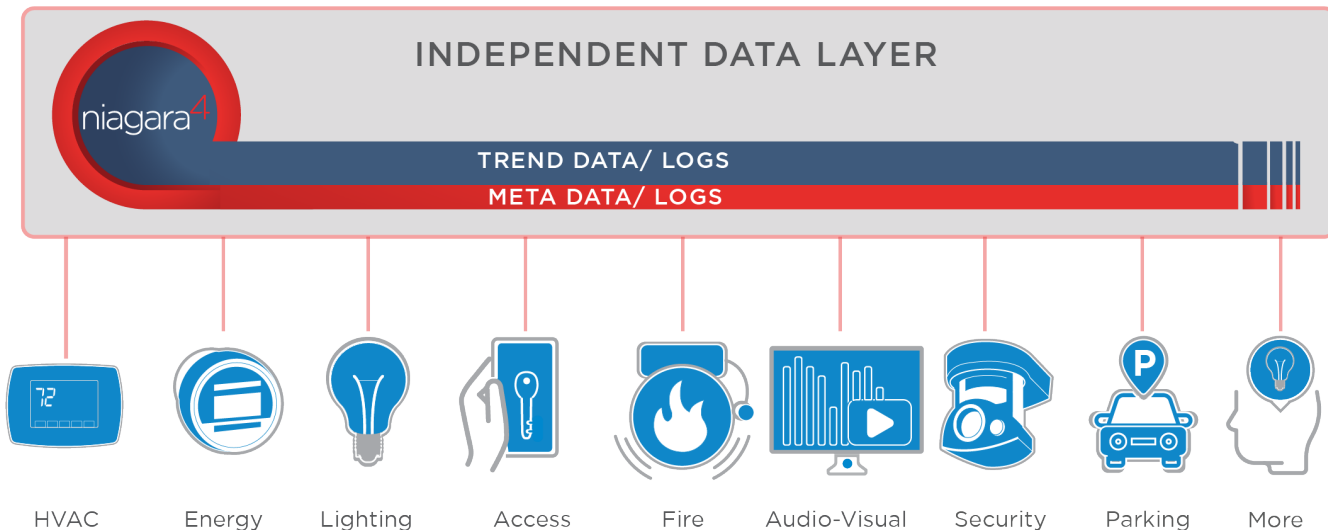 INDEPENDENT DATA LAYER
niagara4
TREND DATA/ LOGS
META DATA/ LOGS
72
P
HVAC
Energy
Lighting
Access
Fire
Audio-Visual
Security
Parking
More